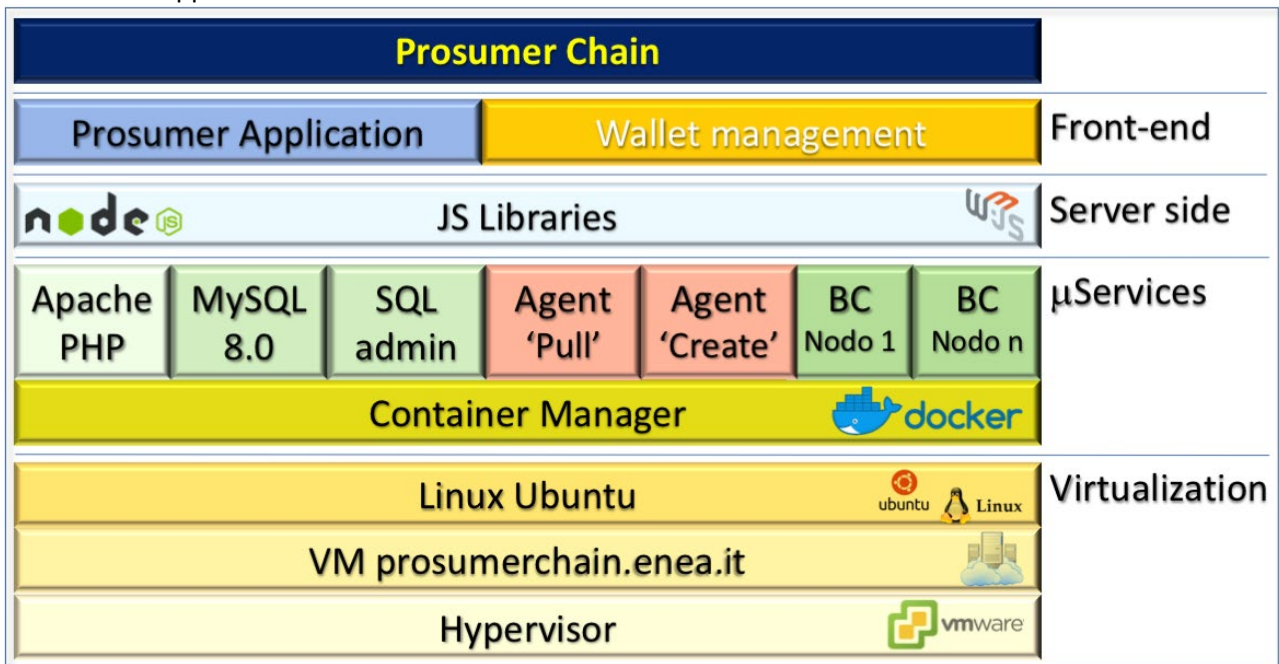 Prosumer Chain
Prosumer Application
Wallet management
Front-end
node JS
JS Libraries
W3JS
Server side
Apache PHP
MySQL 8.0
SQL admin
Agent ‘Pull’
Agent ‘Create’
BC Nodo 1
BC Nodo n
μServices
Container Manager
docker
Linux Ubuntu
ubuntu
Linux
Virtualization
VM prosumerchain.enea.it
Hypervisor
vmware